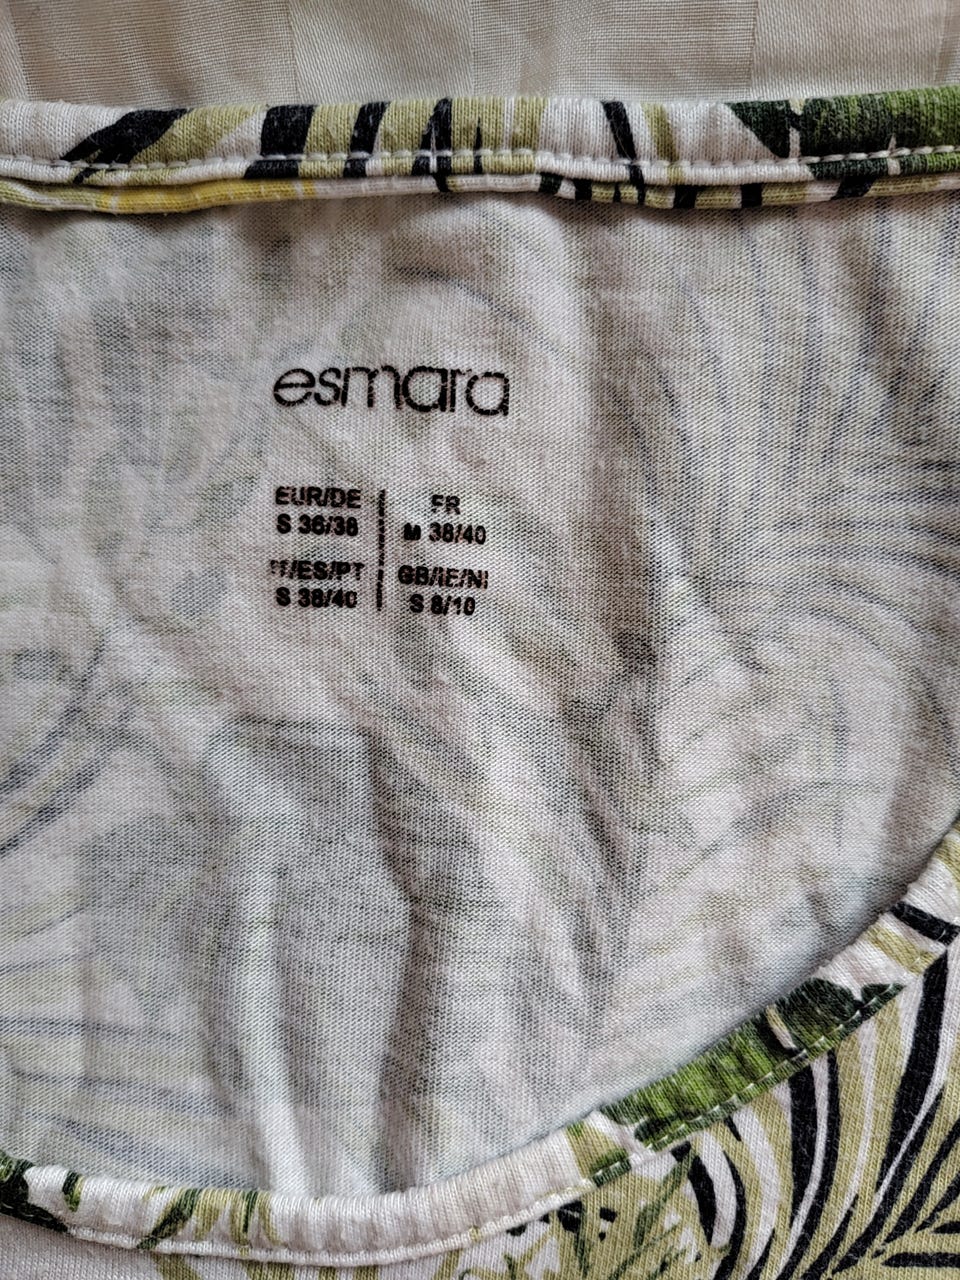 esmara
EUR/DE
S 36/38
FR
M 38/40
IT/ES/PT
S 38/40
GB/IE/NI
S 8/10